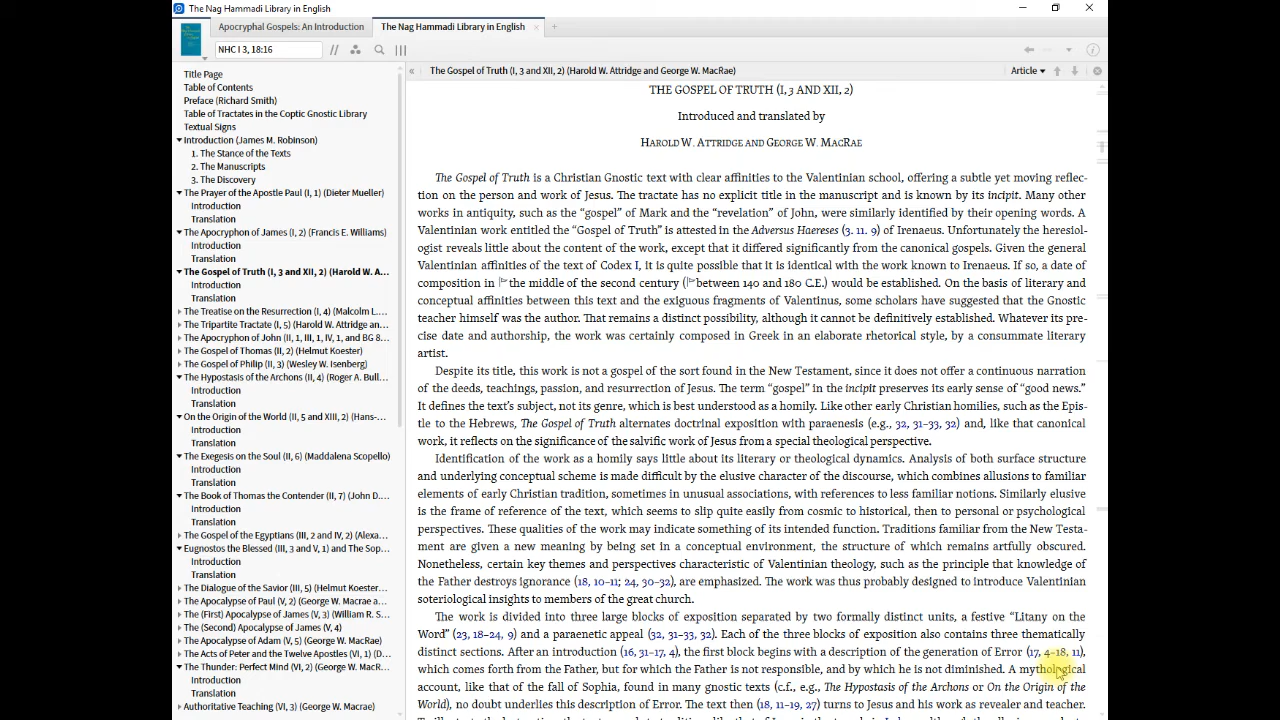 The Nag Hammadi Library in English
Apocryphal Gospels: An Introduction
The Nag Hammadi Library in English
NHC I 3, 18:16
Title Page
Table of Contents
Preface (Richard Smith)
Table of Tractates in the Coptic Gnostic Library
Textual Signs
Introduction (James M. Robinson)
1. The Stance of the Texts
2. The Manuscripts
3. The Discovery
The Prayer of the Apostle Paul (I, 1) (Dieter Mueller)
Introduction
Translation
The Apocryphon of James (I, 2) (Francis E. Williams)
Introduction
Translation
The Gospel of Truth (I, 3 and XII, 2) (Harold W. A...
Introduction
Translation
The Treatise on the Resurrection (I, 4) (Malcolm L....
The Tripartite Tractate (I, 5) (Harold W. Attridge an...
The Apocryphon of John (II, 1, III, 1, IV, 1, and BG 8...
The Gospel of Thomas (II, 2) (Helmut Koester)
The Gospel of Philip (II, 3) (Wesley W. Isenberg)
The Hypostasis of the Archons (II, 4) (Roger A. Bull...
Introduction
Translation
On the Origin of the World (II, 5 and XIII, 2) (Hans-...
Introduction
Translation
The Exegesis on the Soul (II, 6) (Maddalena Scopello)
Introduction
Translation
The Book of Thomas the Contender (II, 7) (John D....
Introduction
Translation
The Gospel of the Egyptians (III, 2 and IV, 2) (Alexa...
Eugnostos the Blessed (III, 3 and V, 1) and The Sop...
Introduction
Translation
The Dialogue of the Savior (III, 5) (Helmut Koester...
The Apocalypse of Paul (V, 2) (George W. Macrae a...
The (First) Apocalypse of James (V, 3) (William R. S...
The (Second) Apocalypse of James (V, 4)
The Apocalypse of Adam (V, 5) (George W. MacRae)
The Acts of Peter and the Twelve Apostles (VI, 1) (D...
The Thunder: Perfect Mind (VI, 2) (George W. MacR...
Introduction
Translation
Authoritative Teaching (VI, 3) (George W. MacRae)
The Gospel of Truth (I, 3 and XII, 2) (Harold W. Attridge and George W. MacRae)
Article
THE GOSPEL OF TRUTH (I, 3 AND XII, 2)
Introduced and translated by
HAROLD W. ATTRIDGE AND GEORGE W. MACRAE
The Gospel of Truth is a Christian Gnostic text with clear affinities to the Valentinian school, offering a subtle yet moving reflec-
tion on the person and work of Jesus. The tractate has no explicit title in the manuscript and is known by its incipit. Many other
works in antiquity, such as the “gospel” of Mark and the “revelation” of John, were similarly identified by their opening words. A
Valentinian work entitled the “Gospel of Truth” is attested in the Adversus Haereses (3. 11. 9) of Irenaeus. Unfortunately the heresiol-
ogist reveals little about the content of the work, except that it differed significantly from the canonical gospels. Given the general
Valentinian affinities of the text of Codex I, it is quite possible that it is identical with the work known to Irenaeus. If so, a date of
composition in the middle of the second century (between 140 and 180 C.E.) would be established. On the basis of literary and
conceptual affinities between this text and the exiguous fragments of Valentinus, some scholars have suggested that the Gnostic
teacher himself was the author. That remains a distinct possibility, although it cannot be definitively established. Whatever its pre-
cise date and authorship, the work was certainly composed in Greek in an elaborate rhetorical style, by a consummate literary
artist.
Despite its title, this work is not a gospel of the sort found in the New Testament, since it does not offer a continuous narration
of the deeds, teachings, passion, and resurrection of Jesus. The term “gospel” in the incipit preserves its early sense of “good news.”
It defines the text’s subject, not its genre, which is best understood as a homily. Like other early Christian homilies, such as the Epis-
tle to the Hebrews, The Gospel of Truth alternates doctrinal exposition with paraenesis (e.g., 32, 31–33, 32) and, like that canonical
work, it reflects on the significance of the salvific work of Jesus from a special theological perspective.
Identification of the work as a homily says little about its literary or theological dynamics. Analysis of both surface structure
and underlying conceptual scheme is made difficult by the elusive character of the discourse, which combines allusions to familiar
elements of early Christian tradition, sometimes in unusual associations, with references to less familiar notions. Similarly elusive
is the frame of reference of the text, which seems to slip quite easily from cosmic to historical, then to personal or psychological
perspectives. These qualities of the work may indicate something of its intended function. Traditions familiar from the New Testa-
ment are given a new meaning by being set in a conceptual environment, the structure of which remains artfully obscured.
Nonetheless, certain key themes and perspectives characteristic of Valentinian theology, such as the principle that knowledge of
the Father destroys ignorance (18, 10–11; 24, 30–32), are emphasized. The work was thus probably designed to introduce Valentinian
soteriological insights to members of the great church.
The work is divided into three large blocks of exposition separated by two formally distinct units, a festive “Litany on the
Word” (23, 18–24, 9) and a paraenetic appeal (32, 31–33, 32). Each of the three blocks of exposition also contains three thematically
distinct sections. After an introduction (16, 31–17, 4), the first block begins with a description of the generation of Error (17, 4–18, 11),
which comes forth from the Father, but for which the Father is not responsible, and by which he is not diminished. A mythological
account, like that of the fall of Sophia, found in many gnostic texts (c.f., e.g., The Hypostasis of the Archons or On the Origin of the
World), no doubt underlies this description of Error. The text then (18, 11–19, 27) turns to Jesus and his work as revealer and teacher.